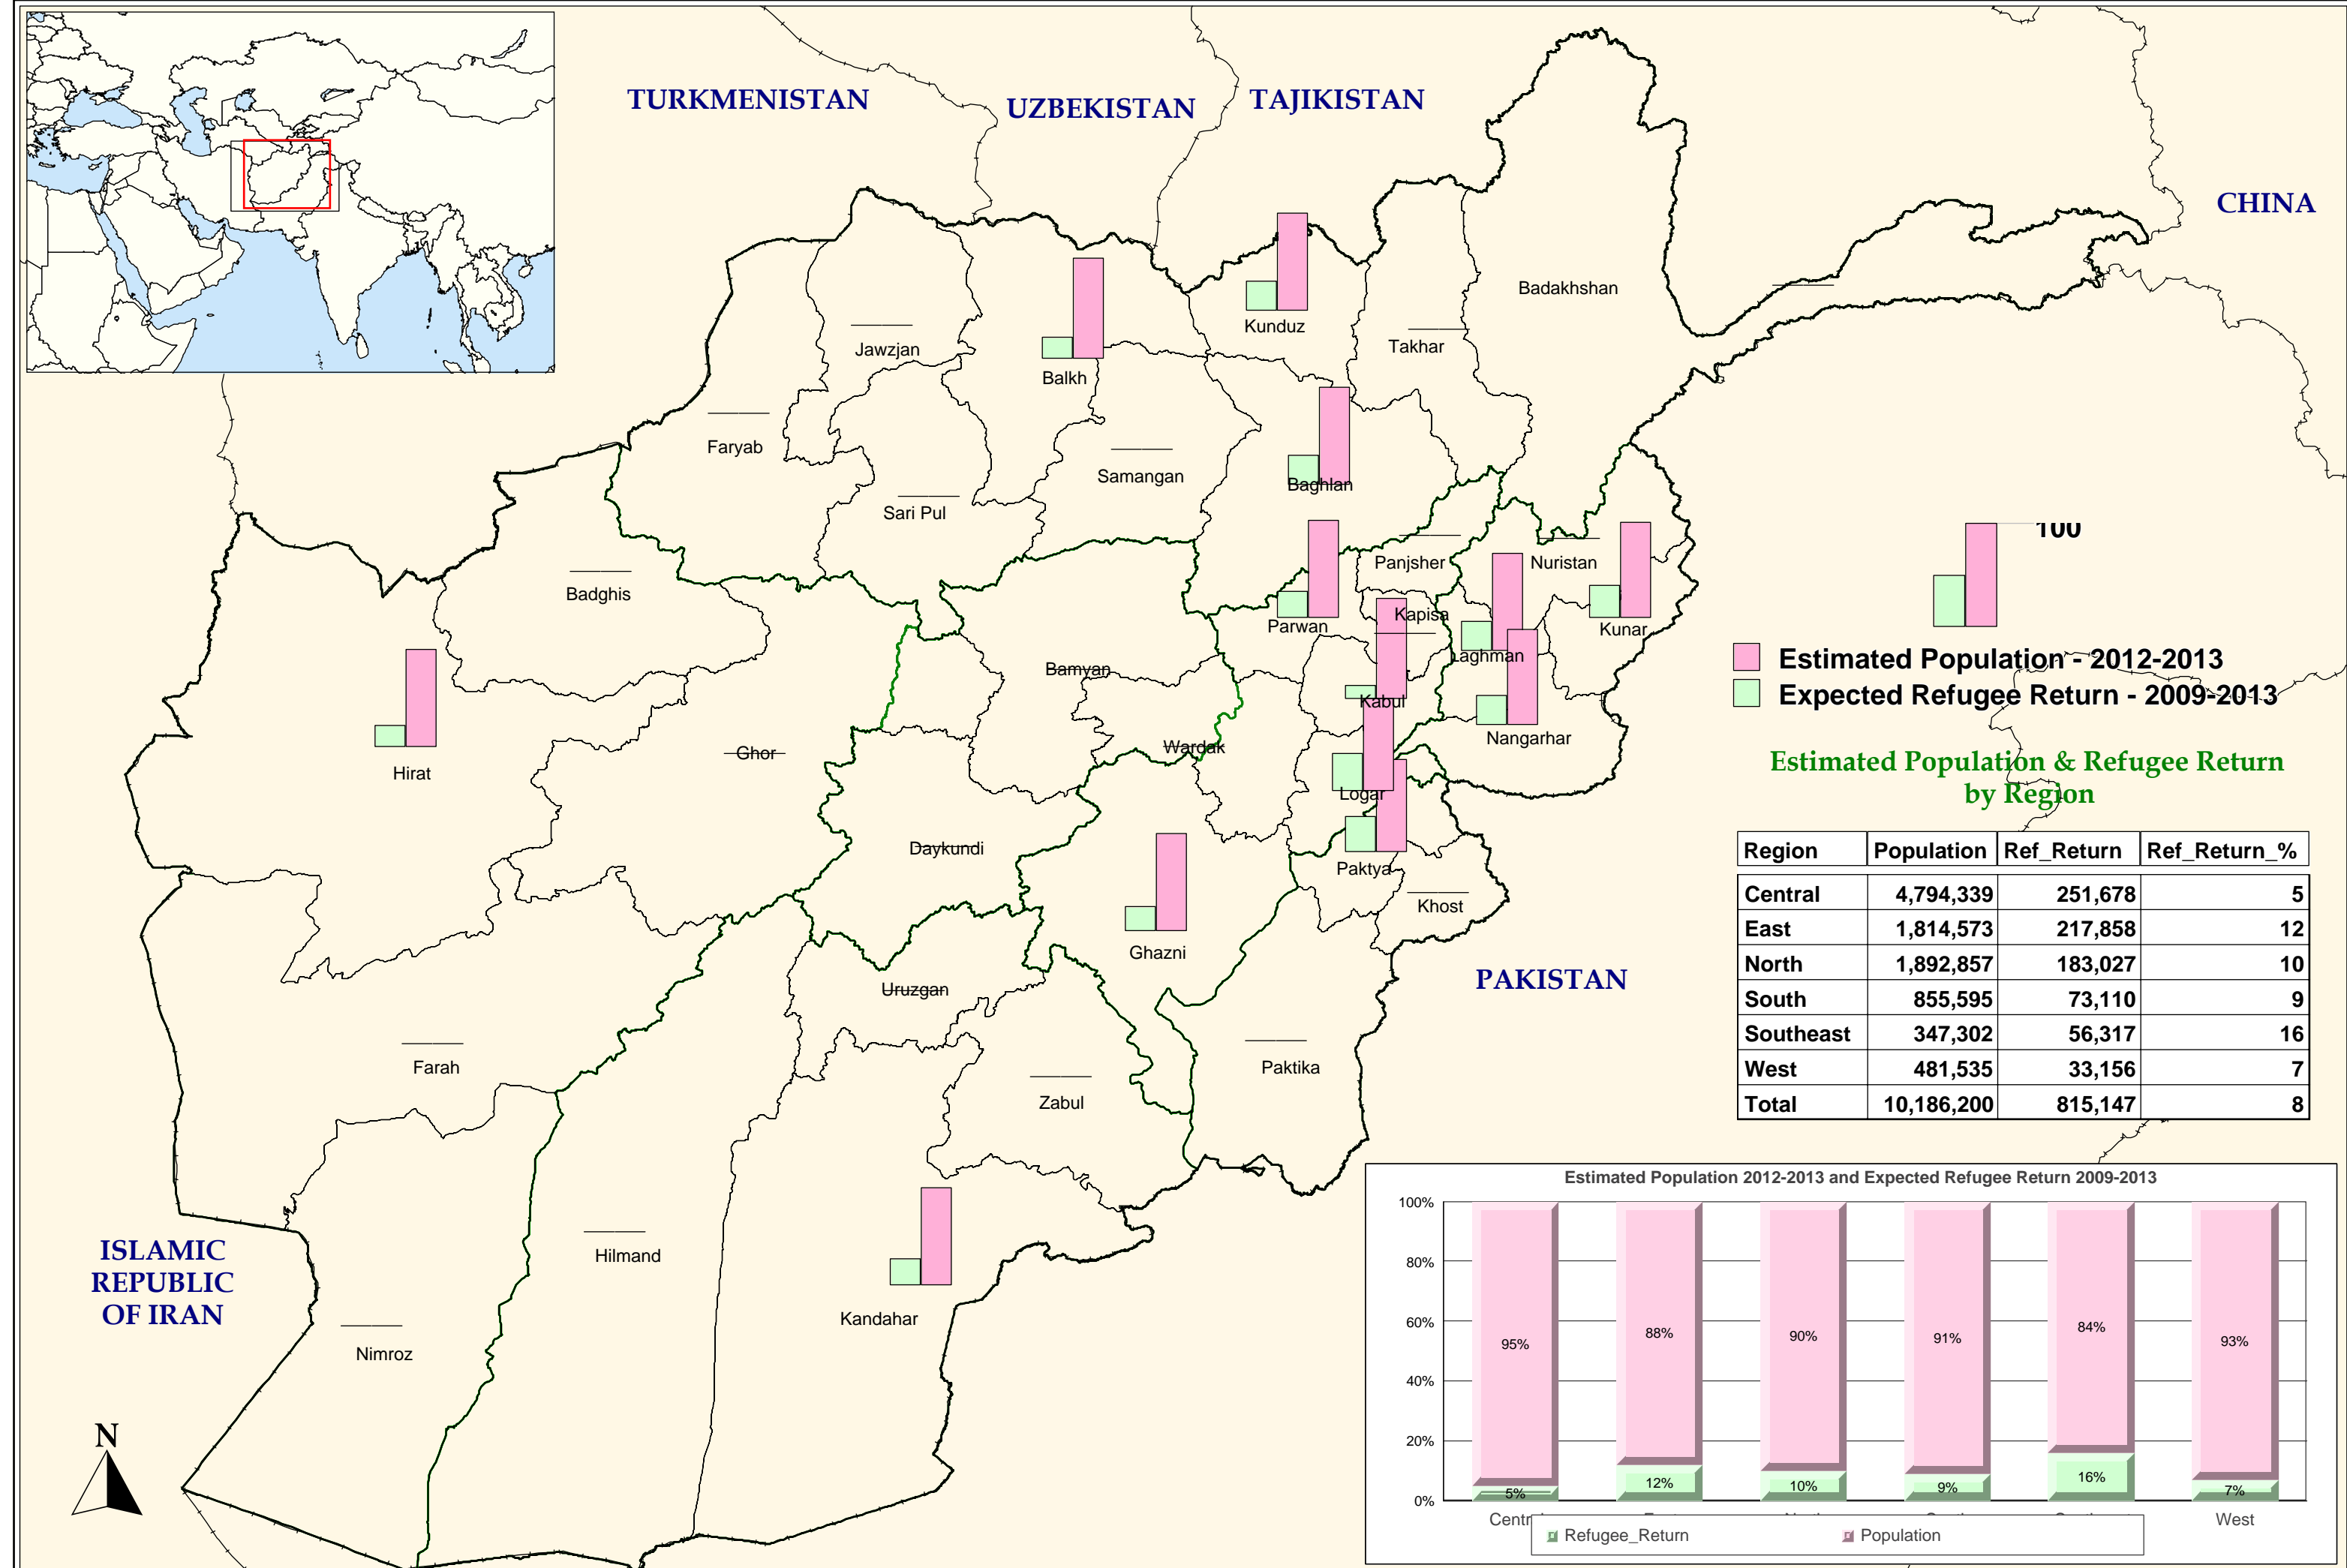 TURKMENISTAN
UZBEKISTAN
TAJIKISTAN
CHINA
Badakhshan
Kunduz
Takhar
Jawzjan
Balkh
Faryab
Samangan
Baghlan
Sari Pul
100
Badghis
Panjsher
Nuristan
Kapisa
Parwan
Kunar
Laghman
Bamyan
Kabul
Estimated Population - 2012-2013
Expected Refugee Return - 2009-2013
Hirat
Ghor
Wardak
Nangarhar
Logar
Estimated Population & Refugee Return
by Region
Daykundi
Paktya
Khost
Ghazni
Uruzgan
PAKISTAN
Region Population Ref_Return Ref_Return_%
Central 4,794,339 251,678 5
East 1,814,573 217,858 12
North 1,892,857 183,027 10
South 855,595 73,110 9
Southeast 347,302 56,317 16
West 481,535 33,156 7
Total 10,186,200 815,147 8
Farah
Paktika
Zabul
Hilmand
Kandahar
Nimroz
ISLAMIC
REPUBLIC
OF IRAN
N
Estimated Population 2012-2013 and Expected Refugee Return 2009-2013
100%
80%
60%
40%
20%
0%
95% 88% 90% 91% 84% 93%
5% 12% 10% 9% 16% 7%
West
Refugee_Return Population